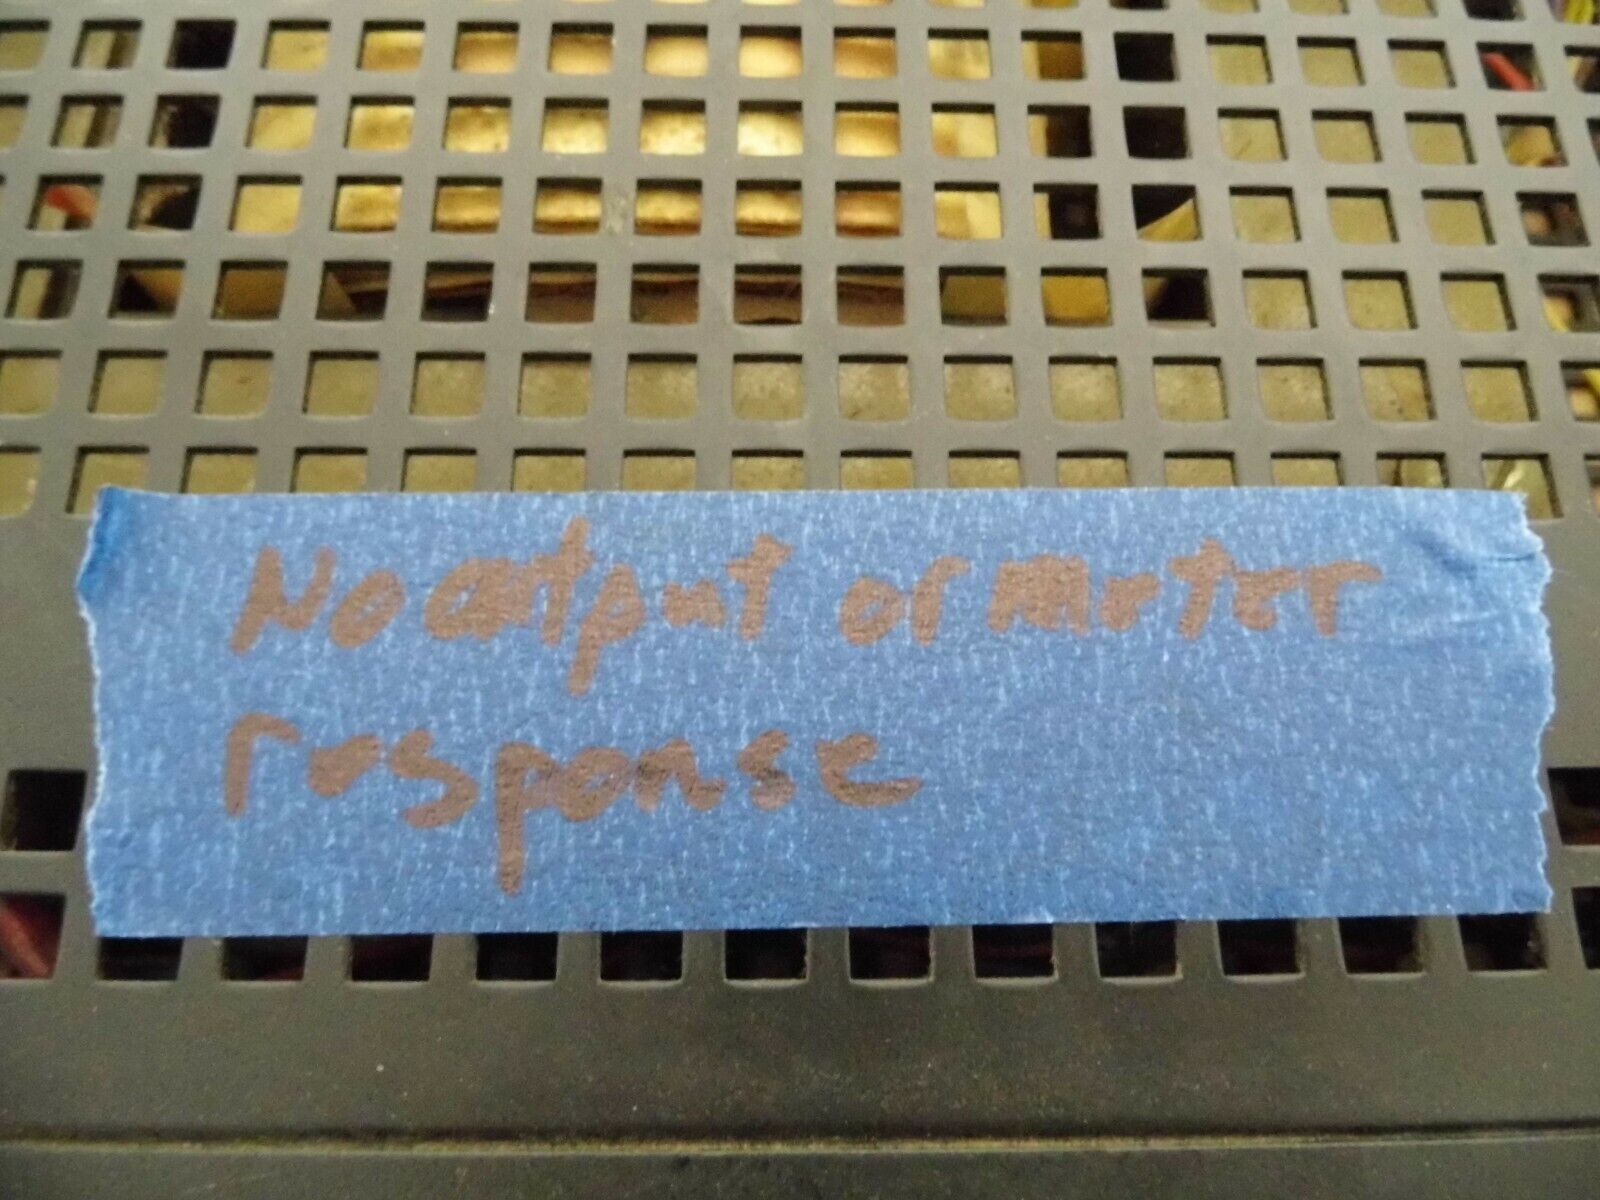 No output or Meter
response